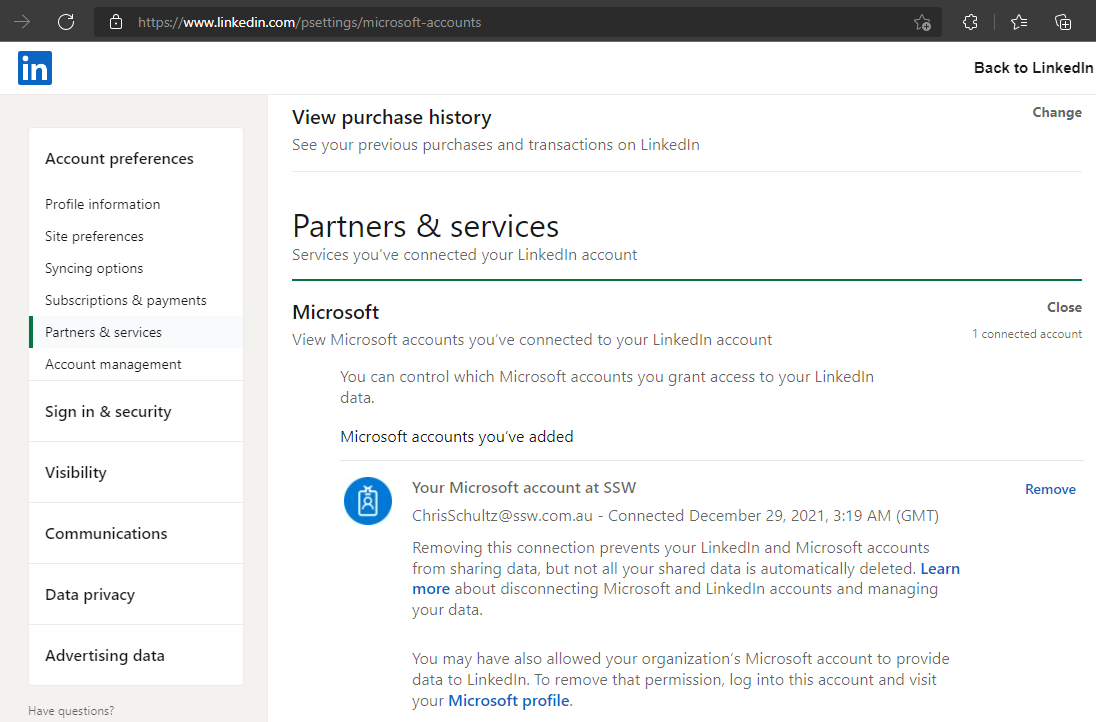 https://www.linkedin.com/psettings/microsoft-accounts
in
Back to LinkedIn
Account preferences
Profile information
Site preferences
Syncing options
Subscriptions & payments
Partners & services
Account management
Sign in & security
Visibility
Communications
Data privacy
Advertising data
Have questions?
View purchase history
Change
See your previous purchases and transactions on LinkedIn
Partners & services
Services you've connected your LinkedIn account
Microsoft
Close
View Microsoft accounts you've connected to your LinkedIn account
1 connected account
You can control which Microsoft accounts you grant access to your LinkedIn
data.
Microsoft accounts you've added
Your Microsoft account at SSW
Remove
ChrisSchultz@ssw.com.au - Connected December 29, 2021, 3:19 AM (GMT)
Removing this connection prevents your LinkedIn and Microsoft accounts
from sharing data, but not all your shared data is automatically deleted. Learn
more about disconnecting Microsoft and LinkedIn accounts and managing
your data.
You may have also allowed your organization's Microsoft account to provide
data to LinkedIn. To remove that permission, log into this account and visit
your Microsoft profile.